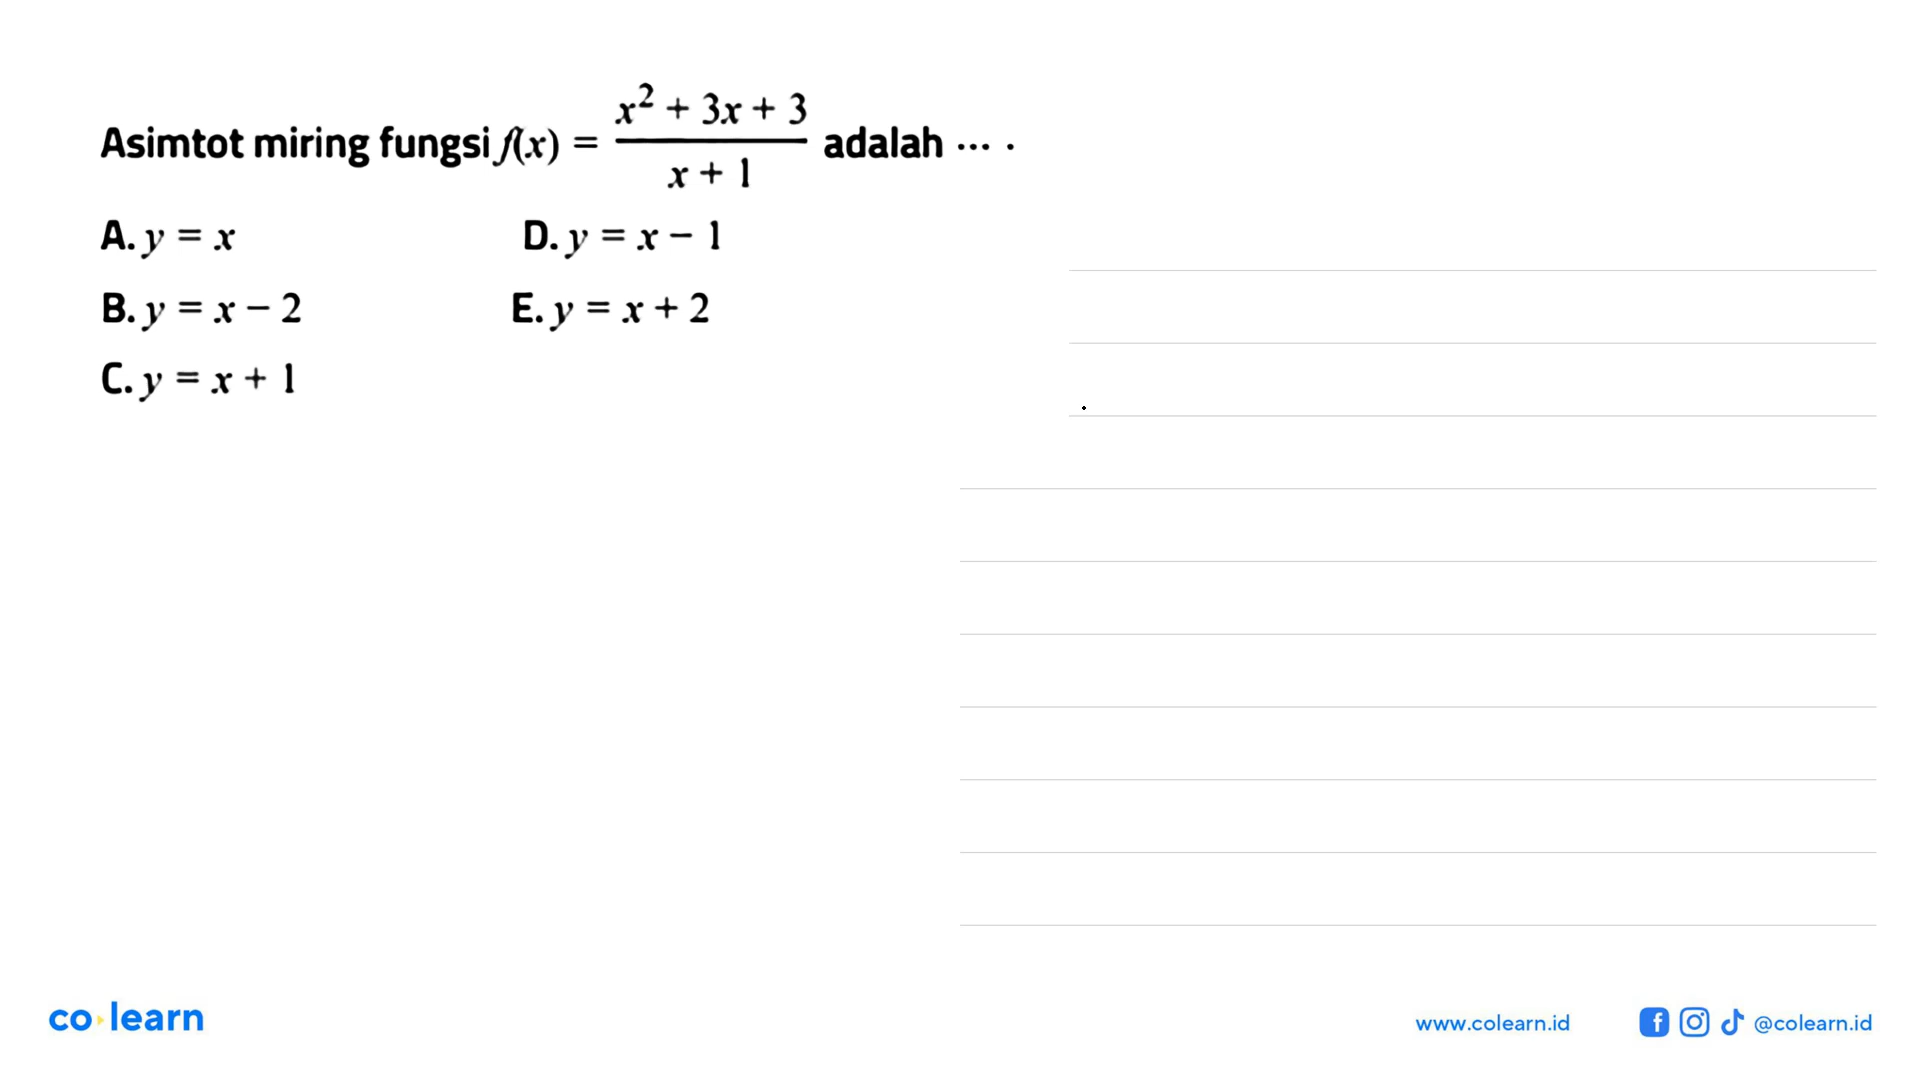 Asimtot miring fungsi f(x) = \frac{x^2 + 3x + 3}{x + 1} adalah ... .
A. y = x
D. y = x − 1
B. y = x − 2
E. y = x + 2
C. y = x + 1
co learn
www.colearn.id
@colearn.id